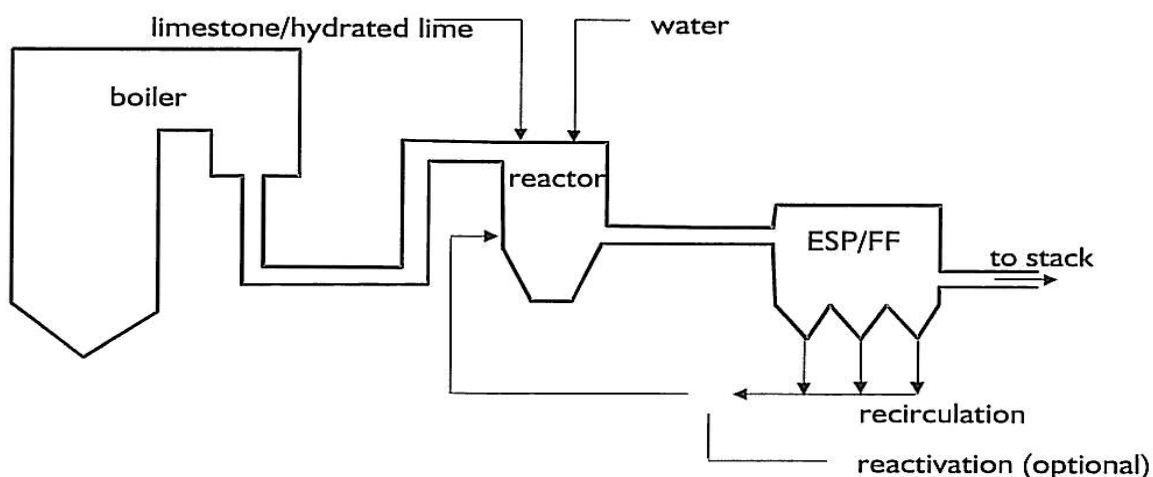 limestone/hydrated lime
water
boiler
reactor
ESP/FF
to stack
recirculation
reactivation (optional)